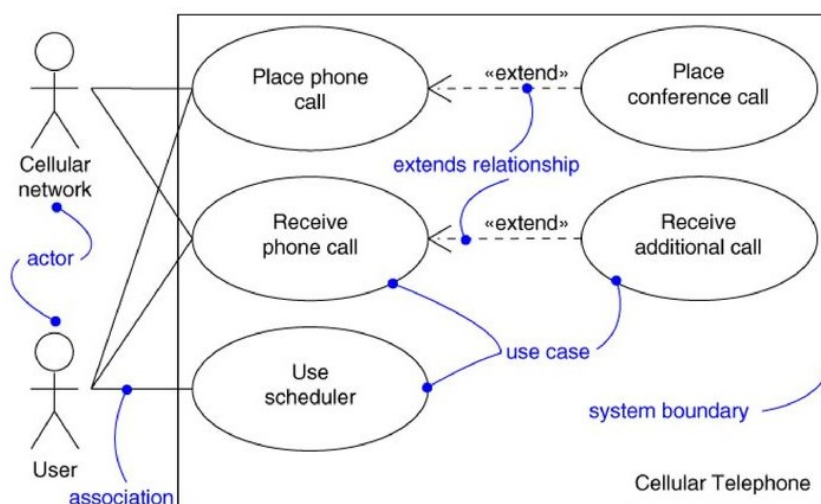 Place phone
call
«extend»
Place
conference call
Cellular
network
extends relationship
Receive
phone call
«extend»
Receive
additional call
actor
use case
Use
scheduler
system boundary
User
association
Cellular Telephone